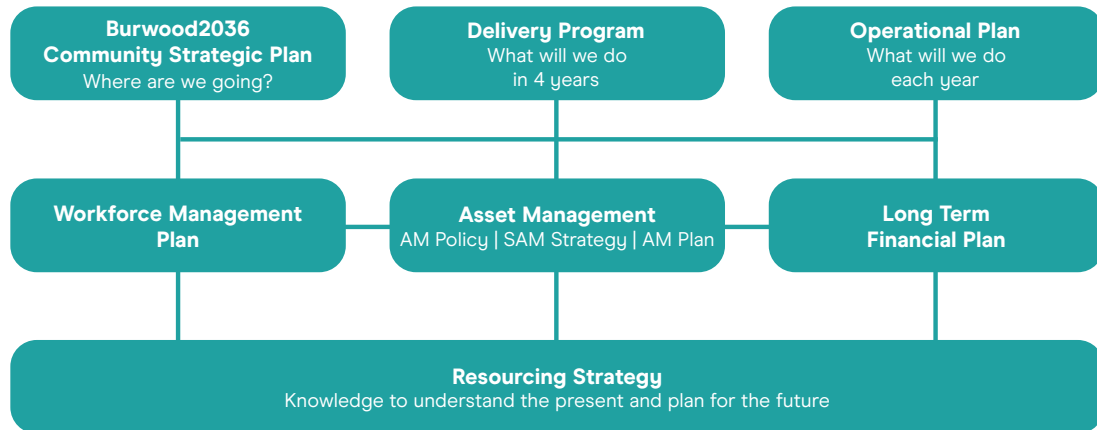 Burwood2036
Community Strategic Plan
Where are we going?
Delivery Program
What will we do
in 4 years
Operational Plan
What will we do
each year
Workforce Management
Plan
Asset Management
AM Policy | SAM Strategy | AM Plan
Long Term
Financial Plan
Resourcing Strategy
Knowledge to understand the present and plan for the future